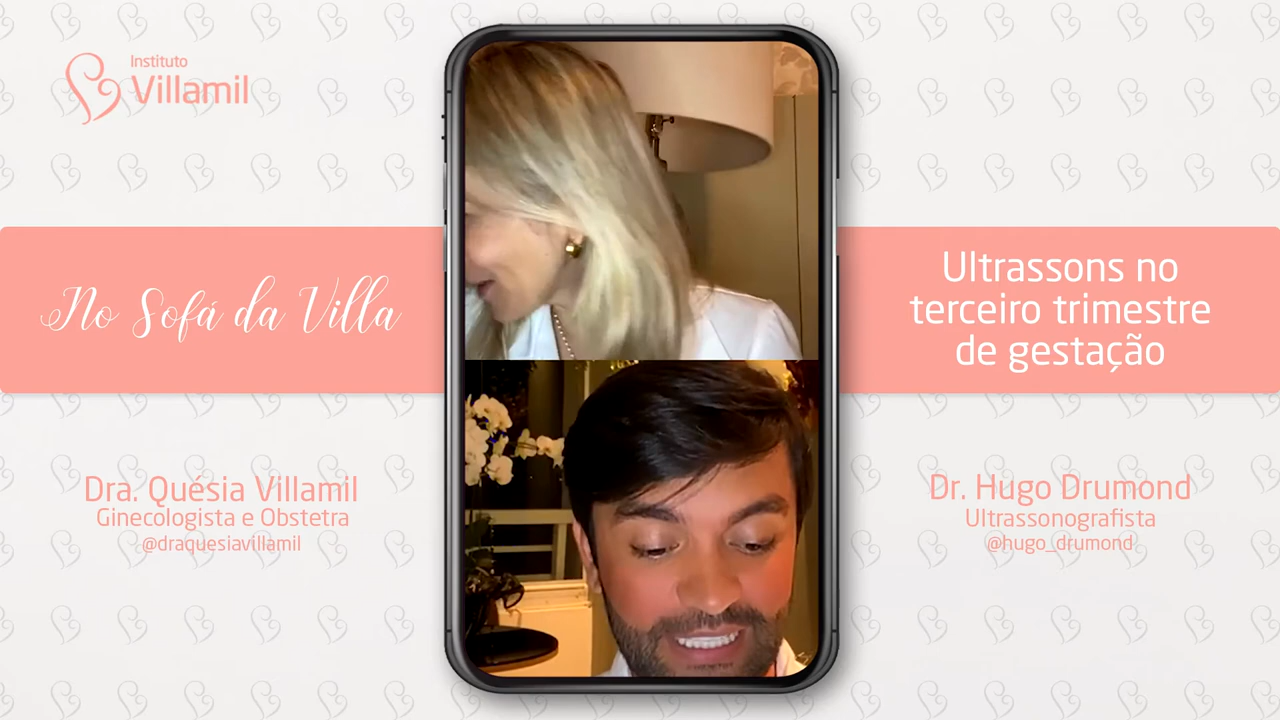 Instituto
Villamil
No Sofá da Villa
Ultrassons no
terceiro trimestre
de gestação
Dra. Quésia Villamil
Ginecologista e Obstetra
@draquesiavillamil
Dr. Hugo Drumond
Ultrassonografista
@hugo_drumond